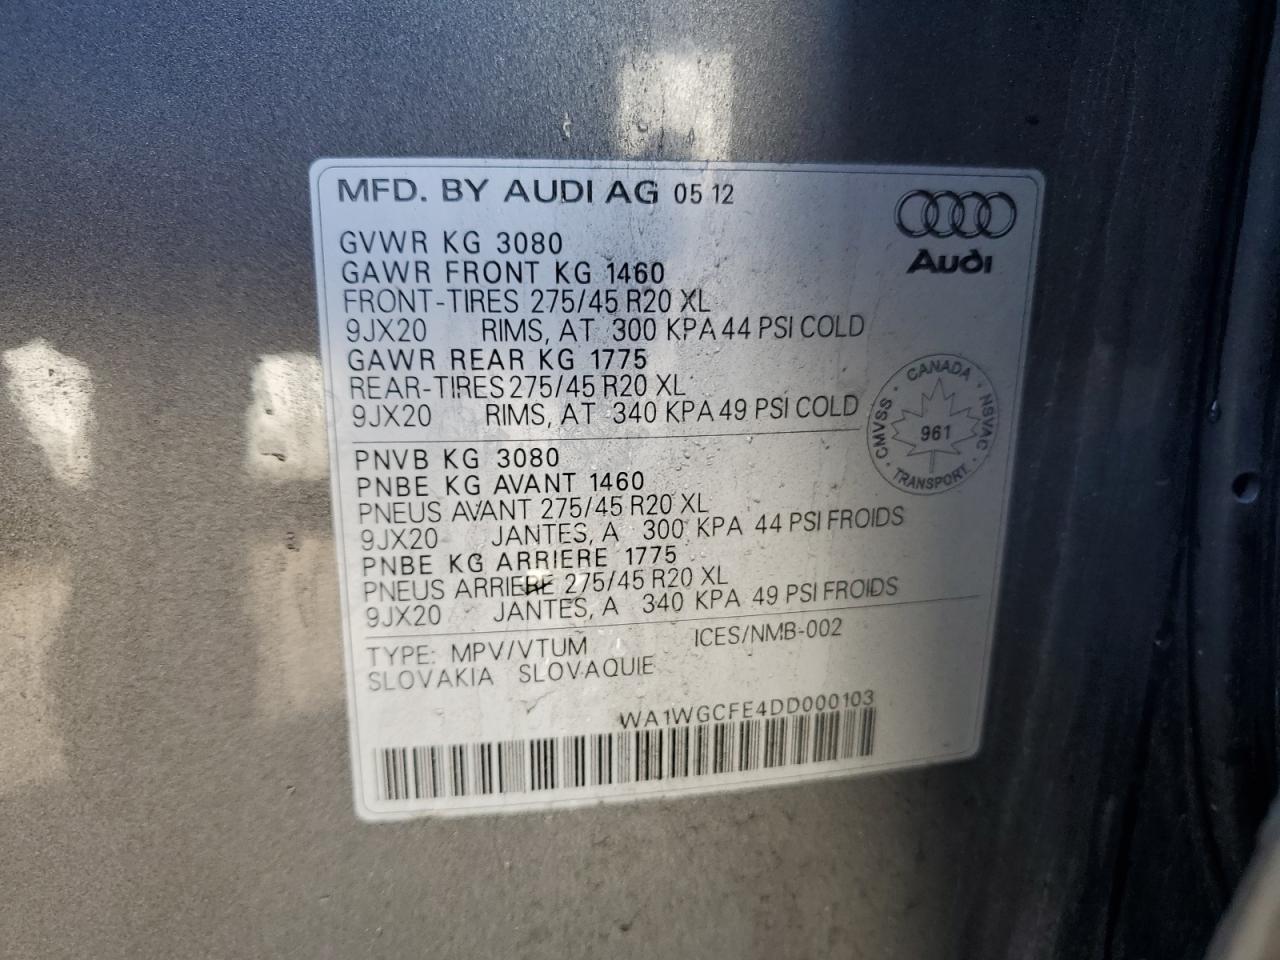 MFD. BY AUDI AG 05 12
Audi
GVWR KG 3080
GAWR FRONT KG 1460
FRONT-TIRES 275/45 R20 XL
9JX20 RIMS, AT 300 KPA 44 PSI COLD
GAWR REAR KG 1775
REAR-TIRES 275/45 R20 XL
9JX20 RIMS, AT 340 KPA 49 PSI COLD
CANADA · NSVAC · TRANSPORT · CMVSS ·
961
PNVB KG 3080
PNBE KG AVANT 1460
PNEUS AVANT 275/45 R20 XL
9JX20 JANTES, A 300 KPA 44 PSI FROIDS
PNBE KG ARRIERE 1775
PNEUS ARRIERE 275/45 R20 XL
9JX20 JANTES, A 340 KPA 49 PSI FROIDS
TYPE: MPV/VTUM ICES/NMB-002
SLOVAKIA SLOVAQUIE
WA1WGCFE4DD000103